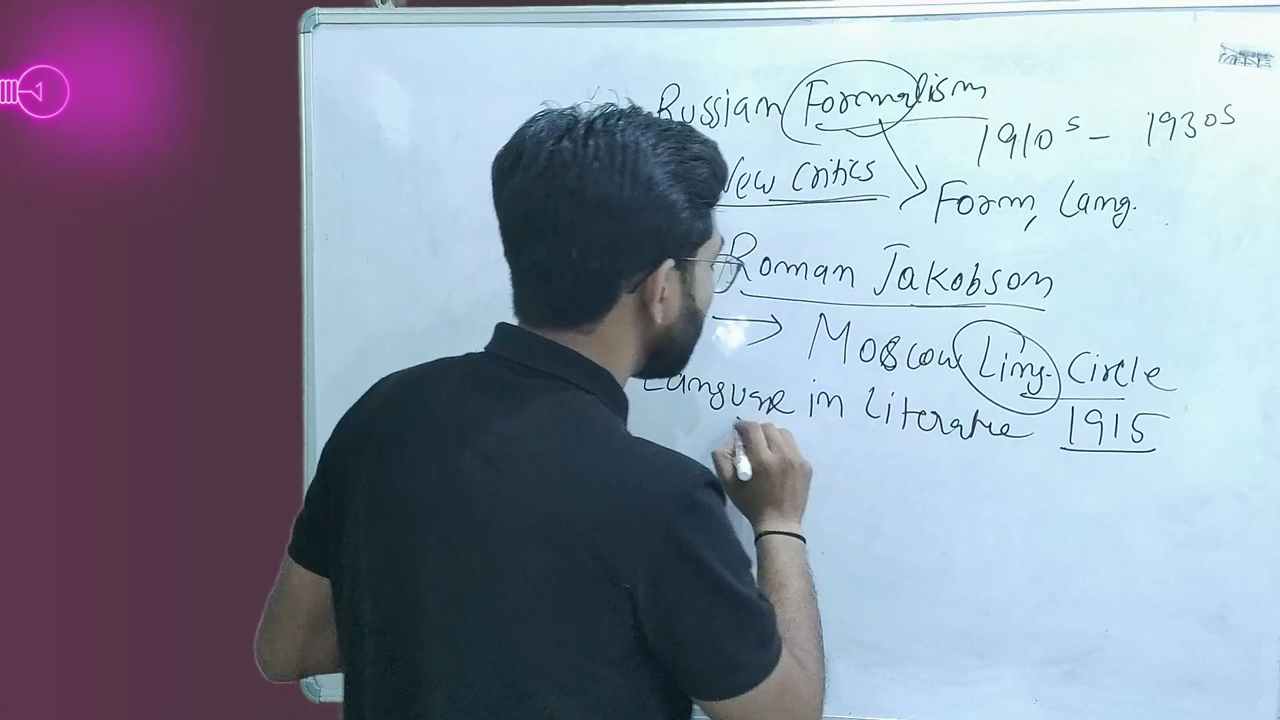 Russian Formalism
1910s - 1930s
New Critics
Form, Lang.
Roman Jakobson
Moscow Ling. Circle
Language in Literature 1915